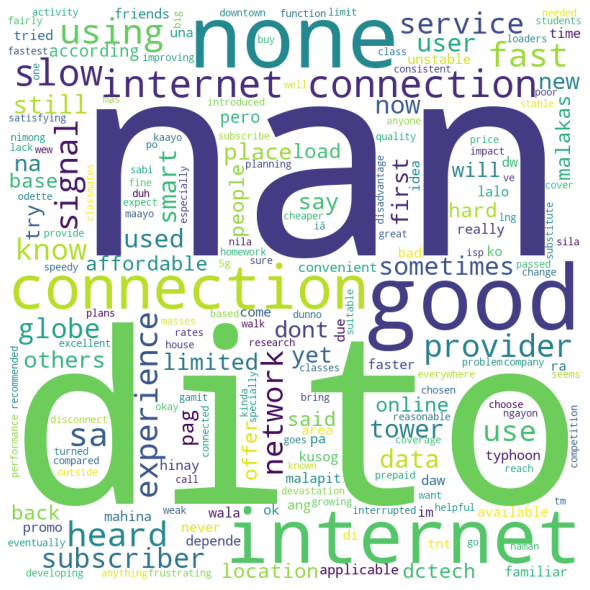 nan
dito
none
good
internet
connection
internet connection
using
service
fast
slow
according
user
new
still
signal
now
place
load
first
will
malakas
na
base
smart
pero
people
say
hard
try
know
used
affordable
sometimes
globe
others
experience
limited
dont
yet
provider
sa
pag
network
said
online
tower
use
data
offer
back
heard
promo
mahina
subscriber
location
dctech
familiar
available
applicable
depende
never
wala
hinay
kusog
typhoon
activity
friends
downtown
function
limit
needed
students
fairly
big
tried
una
buy
class
loaders
unstable
time
fastest
improving
well
consistent
one
satisfying
mas
introduced
anyone
poor
stable
nimong
kaayo
subscribe
quality
price
lack
wew
po
planning
impact
dw
idea
disadvantage
sabi
fine
duh
provide
expect
especially
cheaper
ve
cover
odette
maayo
convenient
lalo
great
isp
lng
substitute
classmates
nila
homework
iâ
really
ko
passed
sila
speedy
5g
sure
bad
change
plans
masses
rates
based
walk
dunno
come
due
suitable
faster
ra
excellent
house
research
everywhere
seems
recommended
classes
kinda
specially
problem
company
performance
okay
gamit
bring
chosen
reasonable
disconnect
connected
goes
pa
area
choose
ngayon
turned
compared
call
known
malapit
coverage
reach
competition
outside
devastation
prepaid
daw
growing
want
weak
ok
ang
interrupted
im
helpful
tm
di
tnt
go
naman
eventually
developing
anything
frustrating